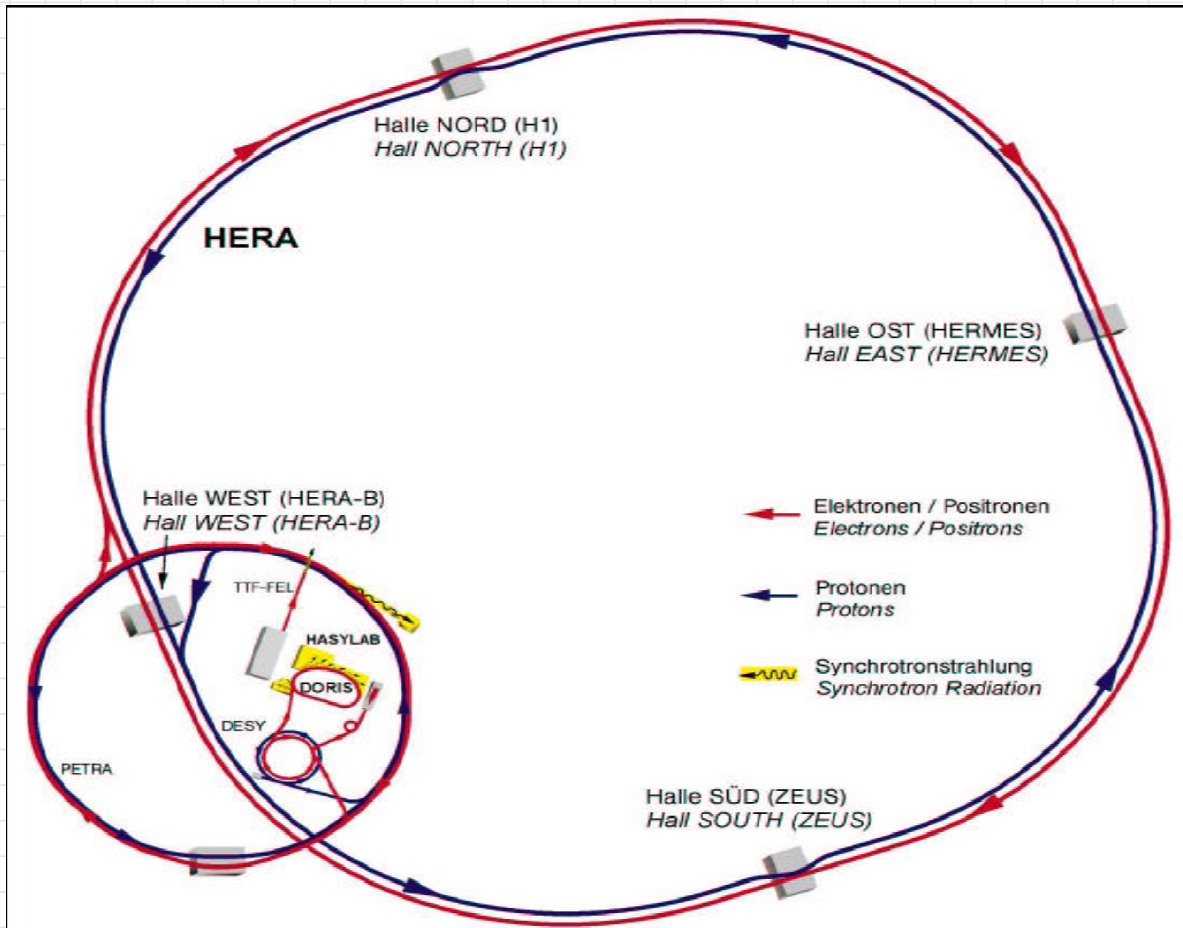 Halle NORD (H1)
Hall NORTH (H1)
HERA
Halle OST (HERMES)
Hall EAST (HERMES)
Halle WEST (HERA-B)
Hall WEST (HERA-B)
Elektronen / Positronen
Electrons / Positrons
TTF-FEL
Protonen
Protons
HASYLAB
Synchrotronstrahlung
Synchrotron Radiation
DORIS
DESY
PETRA
Halle SÜD (ZEUS)
Hall SOUTH (ZEUS)